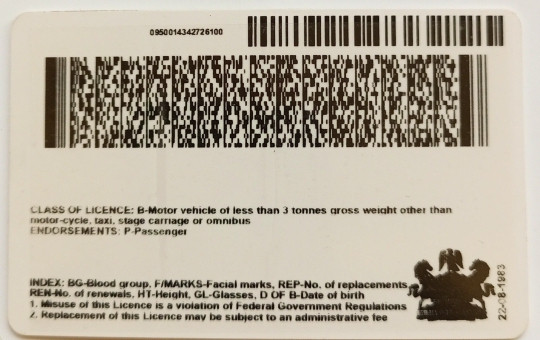 0950014342726100
CLASS OF LICENCE: B-Motor vehicle of less than 3 tonnes gross weight other than
motor-cycle, taxi, stage carriage or omnibus
ENDORSEMENTS: P-Passenger
INDEX: BG-Blood group, F/MARKS-Facial marks, REP-No. of replacements,
REN-No. of renewals, HT-Height, GL-Glasses, D OF B-Date of birth
1. Misuse of this Licence is a violation of Federal Government Regulations
2. Replacement of this Licence may be subject to an administrative fee
22-08-1983